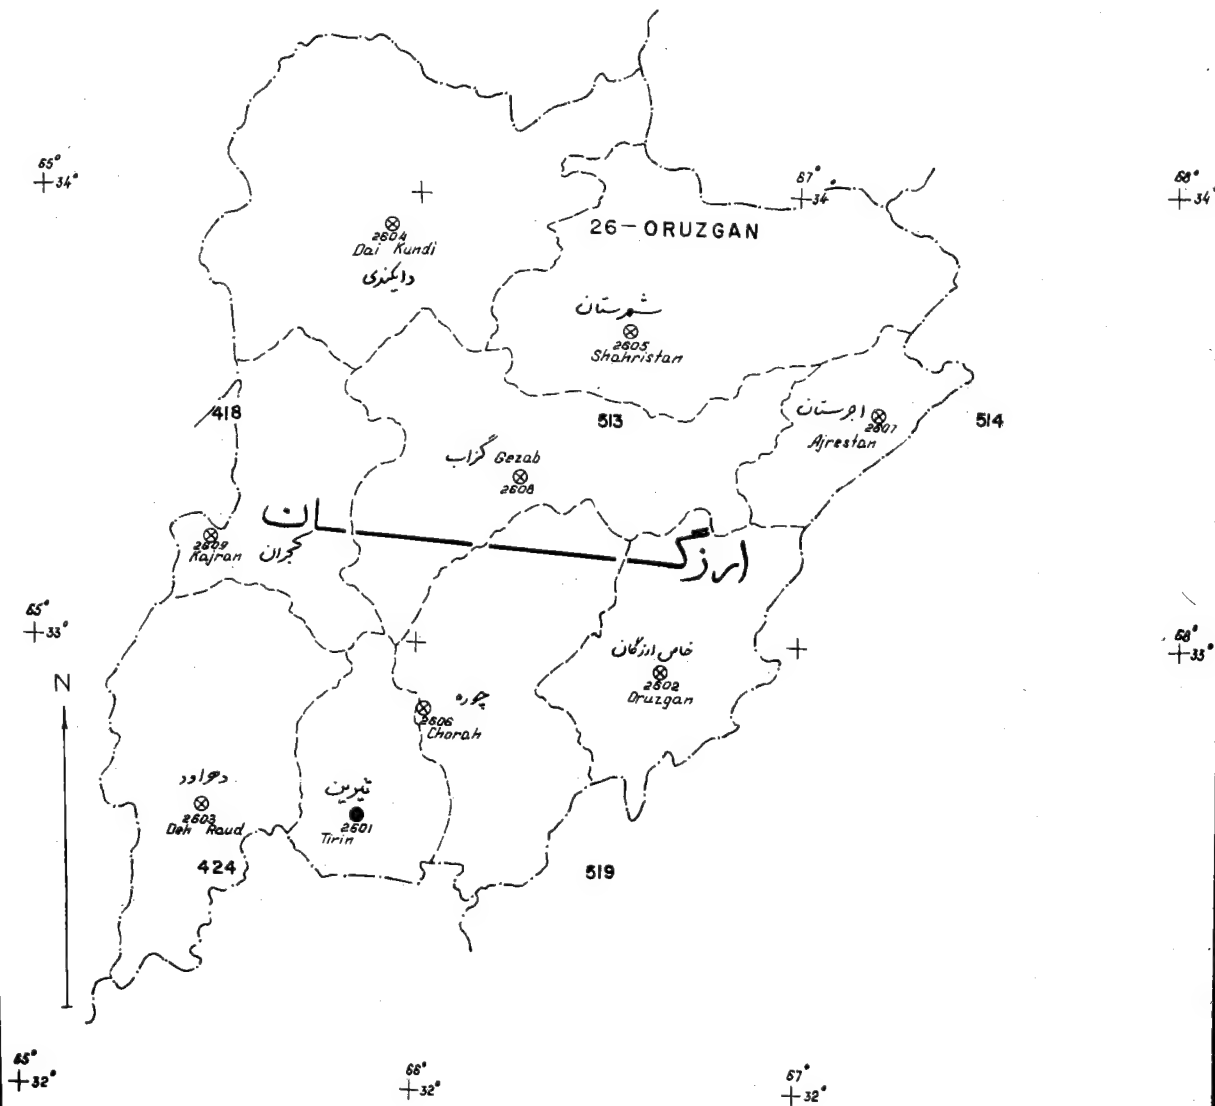 65°
34°
67°
34°
68°
34°
26-ORUZGAN
2604
Dai Kundi
دایکندی
شهرستان
2605
Shahristan
418
513
514
اجرستان
2607
Ajrestan
گزاب Gezab
2608
ارزگان
2609
Kajran
کجران
65°
33°
68°
33°
N
خاص ارزگان
2602
Oruzgan
چوره
2606
Chorah
دهراود
2603
Deh Raud
تیرین
2601
Tirin
424
519
65°
32°
66°
32°
67°
32°